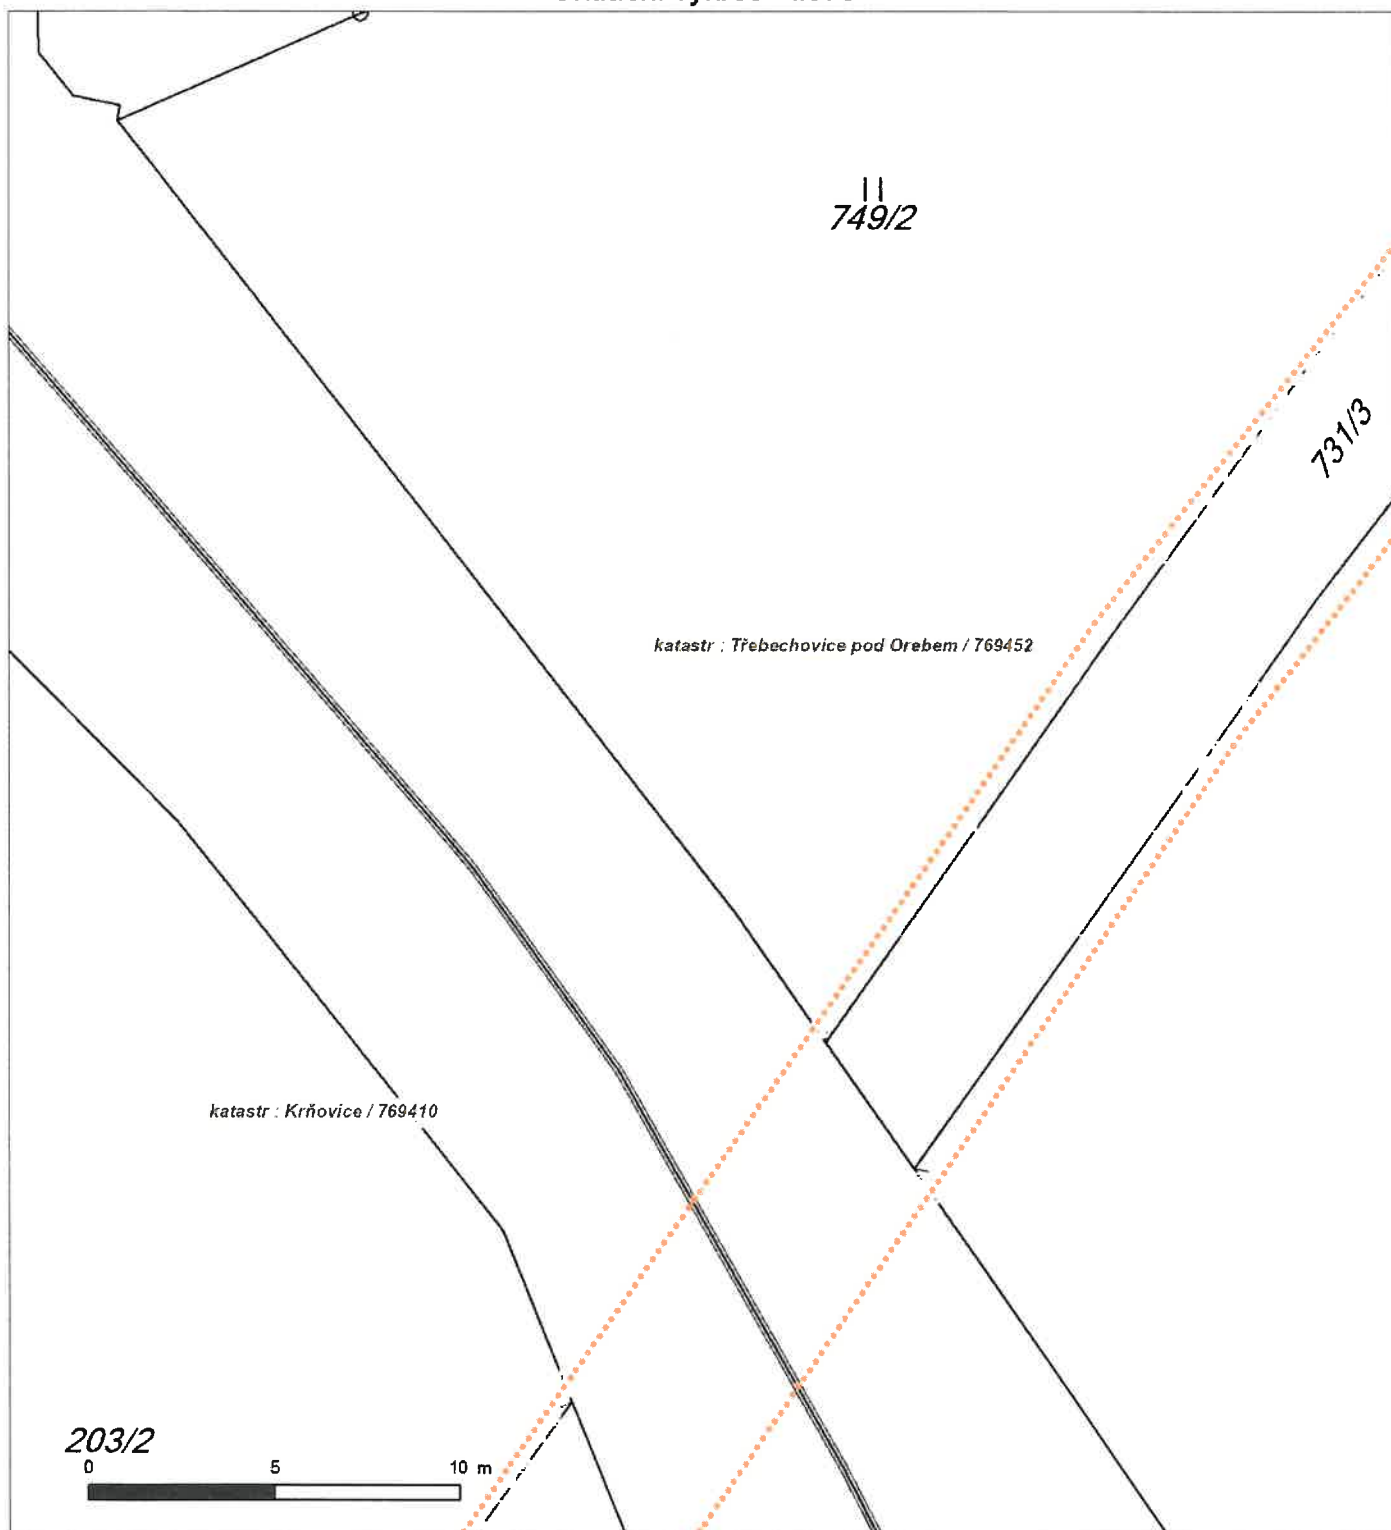 749/2
731/3
katastr : Třebechovice pod Orebem / 769452
katastr : Krňovice / 769410
203/2
0 5 10 m